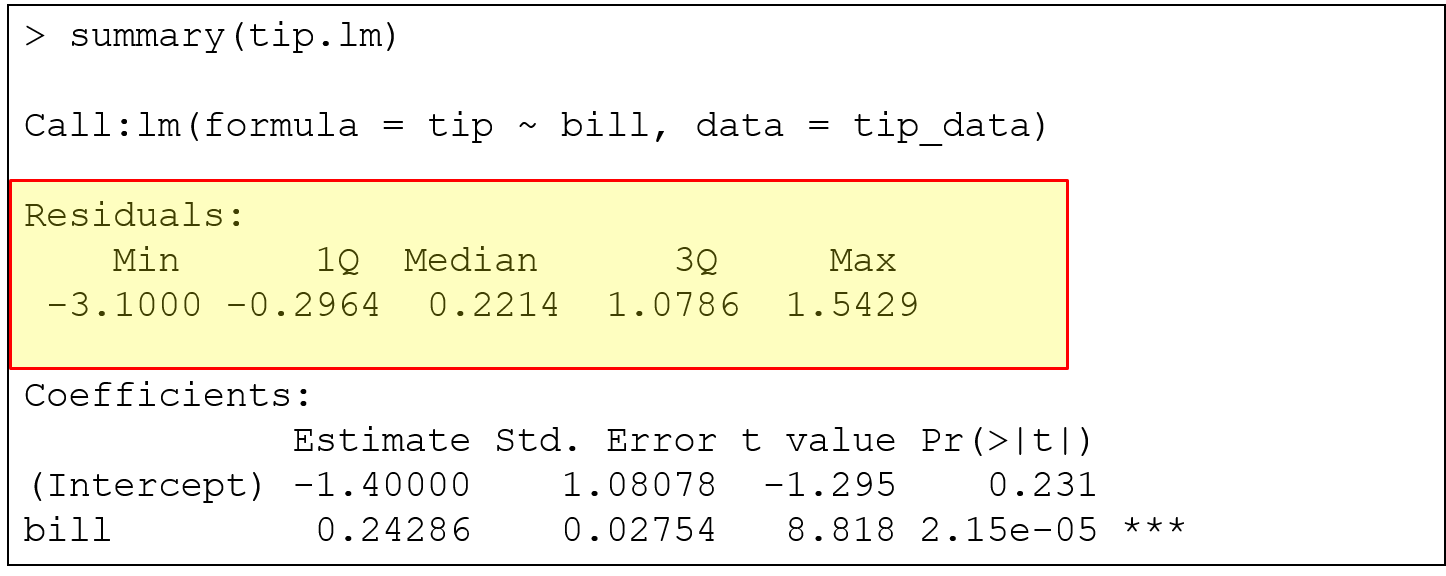 > summary(tip.lm)
Call:lm(formula = tip ~ bill, data = tip_data)
Residuals:
Min 1Q Median 3Q Max
-3.1000 -0.2964 0.2214 1.0786 1.5429
Coefficients:
Estimate Std. Error t value Pr(>|t|)
(Intercept) -1.40000 1.08078 -1.295 0.231
bill 0.24286 0.02754 8.818 2.15e-05 ***